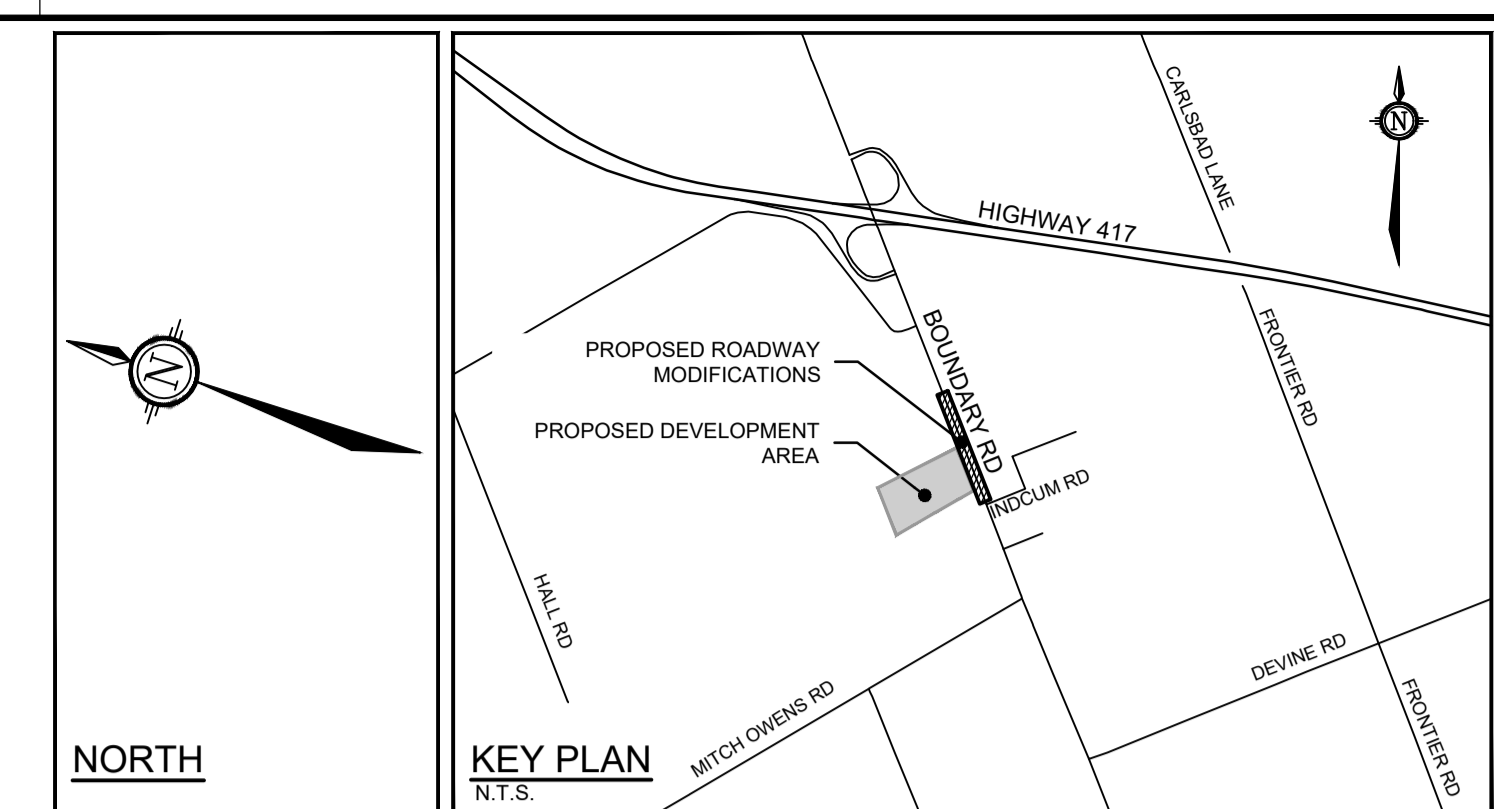 NORTH
N
KEY PLAN
N.T.S.
N
CARLSBAD LANE
HIGHWAY 417
BOUNDARY RD
FRONTIER RD
PROPOSED ROADWAY
MODIFICATIONS
PROPOSED DEVELOPMENT
AREA
INDCUM RD
HALL RD
MITCH OWENS RD
DEVINE RD
FRONTIER RD